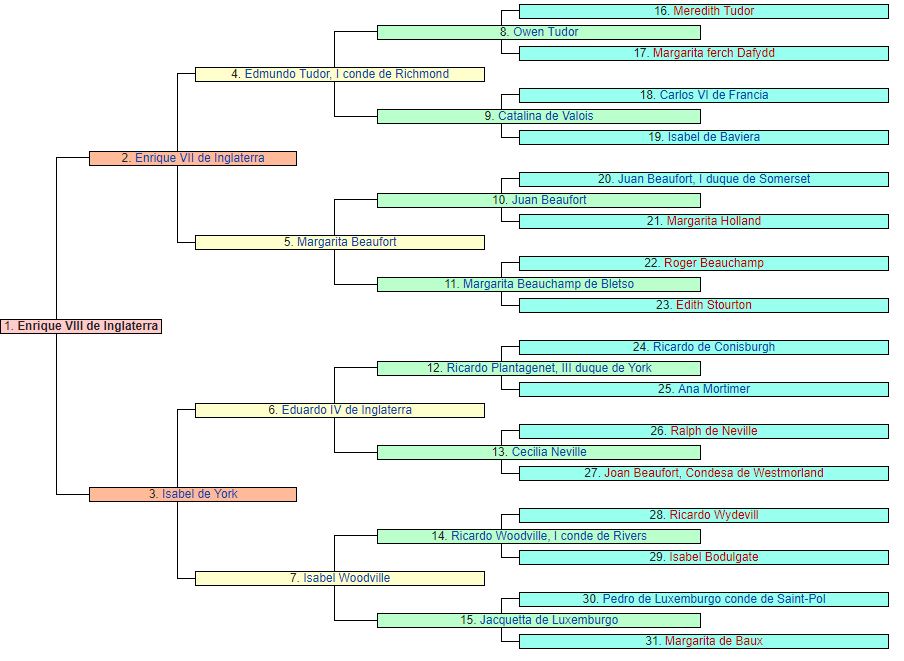 16. Meredith Tudor
8. Owen Tudor
17. Margarita ferch Dafydd
4. Edmundo Tudor, I conde de Richmond
18. Carlos VI de Francia
9. Catalina de Valois
19. Isabel de Baviera
2. Enrique VII de Inglaterra
20. Juan Beaufort, I duque de Somerset
10. Juan Beaufort
21. Margarita Holland
5. Margarita Beaufort
22. Roger Beauchamp
11. Margarita Beauchamp de Bletso
23. Edith Stourton
1. Enrique VIII de Inglaterra
24. Ricardo de Conisburgh
12. Ricardo Plantagenet, III duque de York
25. Ana Mortimer
6. Eduardo IV de Inglaterra
26. Ralph de Neville
13. Cecilia Neville
27. Joan Beaufort, Condesa de Westmorland
3. Isabel de York
28. Ricardo Wydevill
14. Ricardo Woodville, I conde de Rivers
29. Isabel Bodulgate
7. Isabel Woodville
30. Pedro de Luxemburgo conde de Saint-Pol
15. Jacquetta de Luxemburgo
31. Margarita de Baux